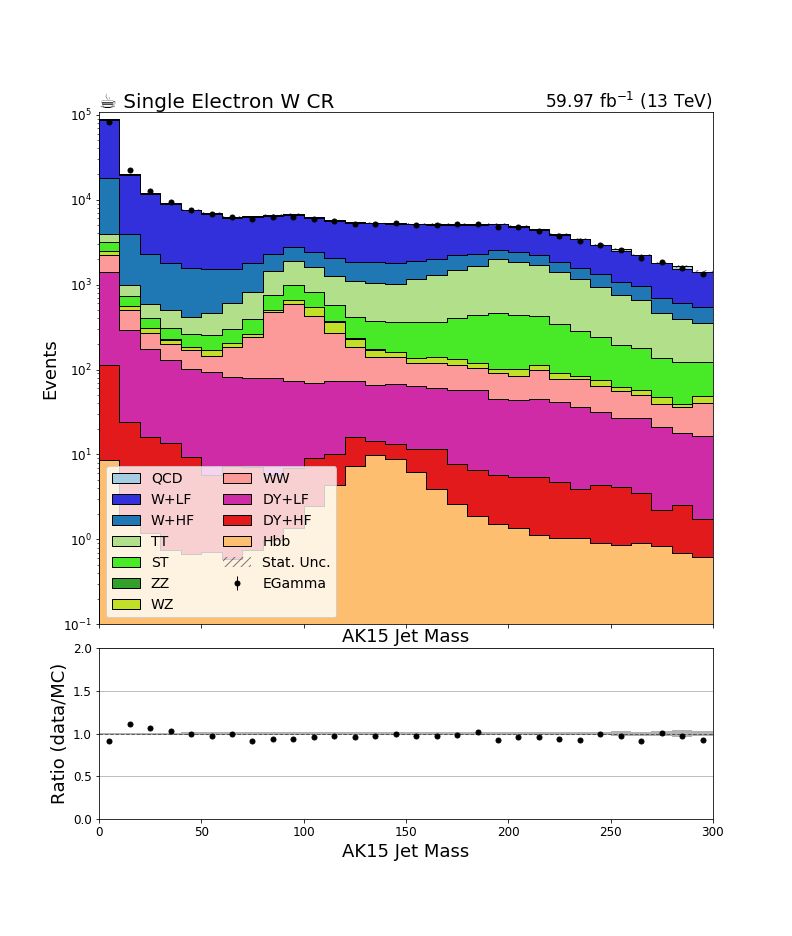 ☕ Single Electron W CR 59.97 fb⁻¹ (13 TeV)
10⁵
10⁴
10³
10²
10¹
10⁰
10⁻¹
Events
QCD
W+LF
W+HF
TT
ST
ZZ
WZ
WW
DY+LF
DY+HF
Hbb
Stat. Unc.
EGamma
AK15 Jet Mass
2.0
1.5
1.0
0.5
0.0
Ratio (data/MC)
0 50 100 150 200 250 300
AK15 Jet Mass